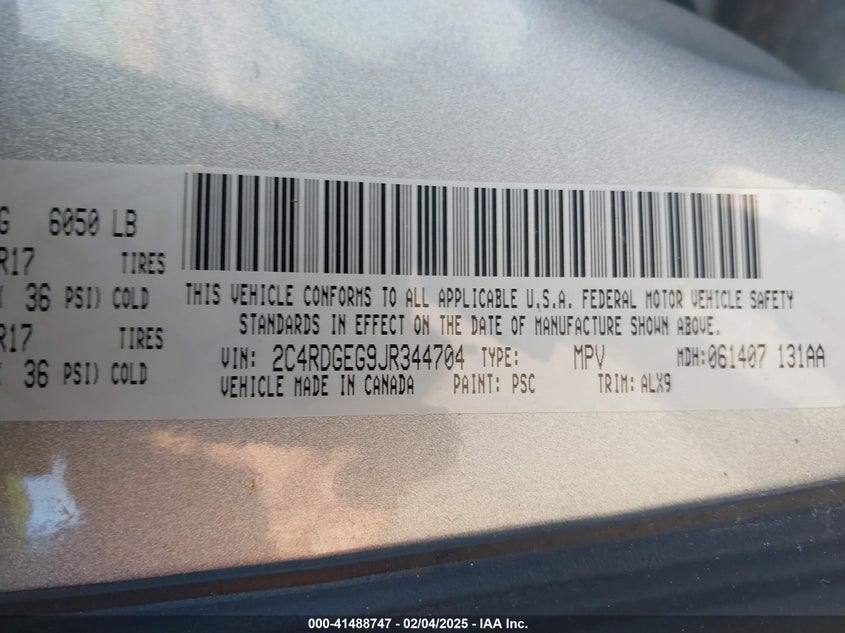 G 6050 LB
R17 TIRES
36 PSI) COLD
R17 TIRES
36 PSI) COLD
THIS VEHICLE CONFORMS TO ALL APPLICABLE U.S.A. FEDERAL MOTOR VEHICLE SAFETY
STANDARDS IN EFFECT ON THE DATE OF MANUFACTURE SHOWN ABOVE.
VIN: 2C4RDGEG9JR344704 TYPE: MPV MDH:061407 131AA
VEHICLE MADE IN CANADA PAINT: PSC TRIM: ALX9
000-41488747 - 02/04/2025 - IAA Inc.